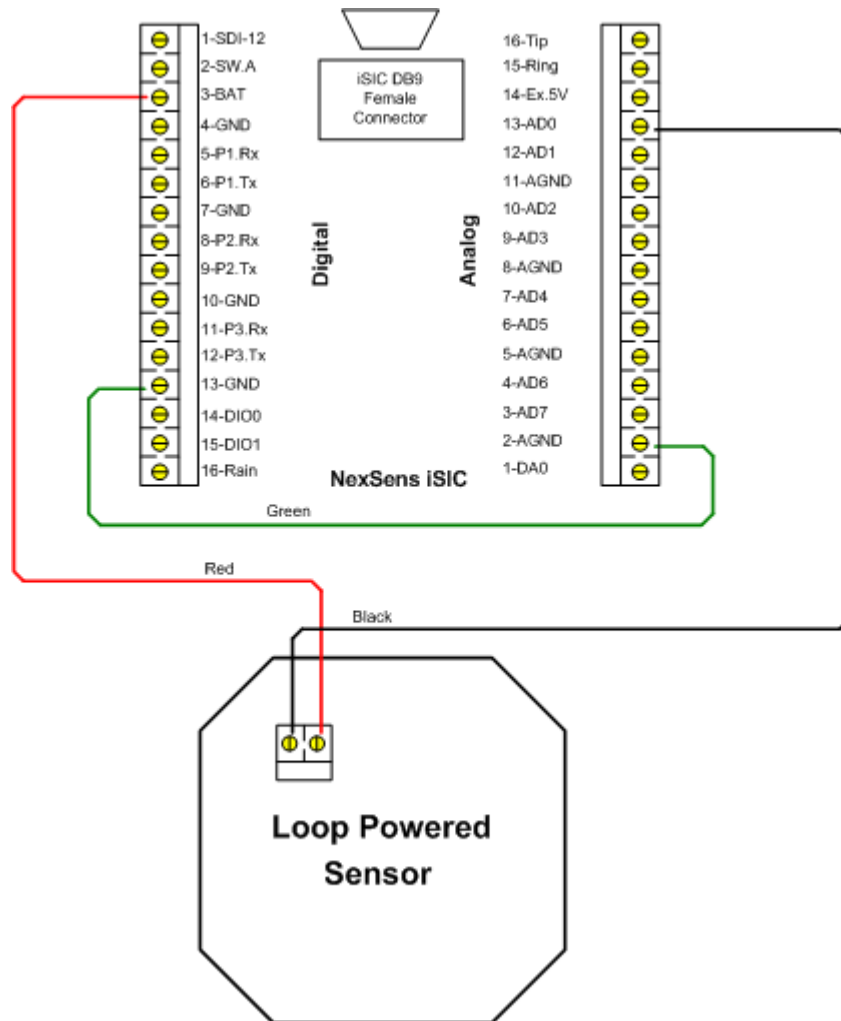 1-SDI-12
2-SW.A
3-BAT
4-GND
5-P1.Rx
6-P1.Tx
7-GND
8-P2.Rx
9-P2.Tx
10-GND
11-P3.Rx
12-P3.Tx
13-GND
14-DIO0
15-DIO1
16-Rain
iSIC DB9
Female
Connector
Digital
Analog
16-Tip
15-Ring
14-Ex.5V
13-AD0
12-AD1
11-AGND
10-AD2
9-AD3
8-AGND
7-AD4
6-AD5
5-AGND
4-AD6
3-AD7
2-AGND
1-DA0
NexSens iSIC
Green
Red
Black
Loop Powered
Sensor